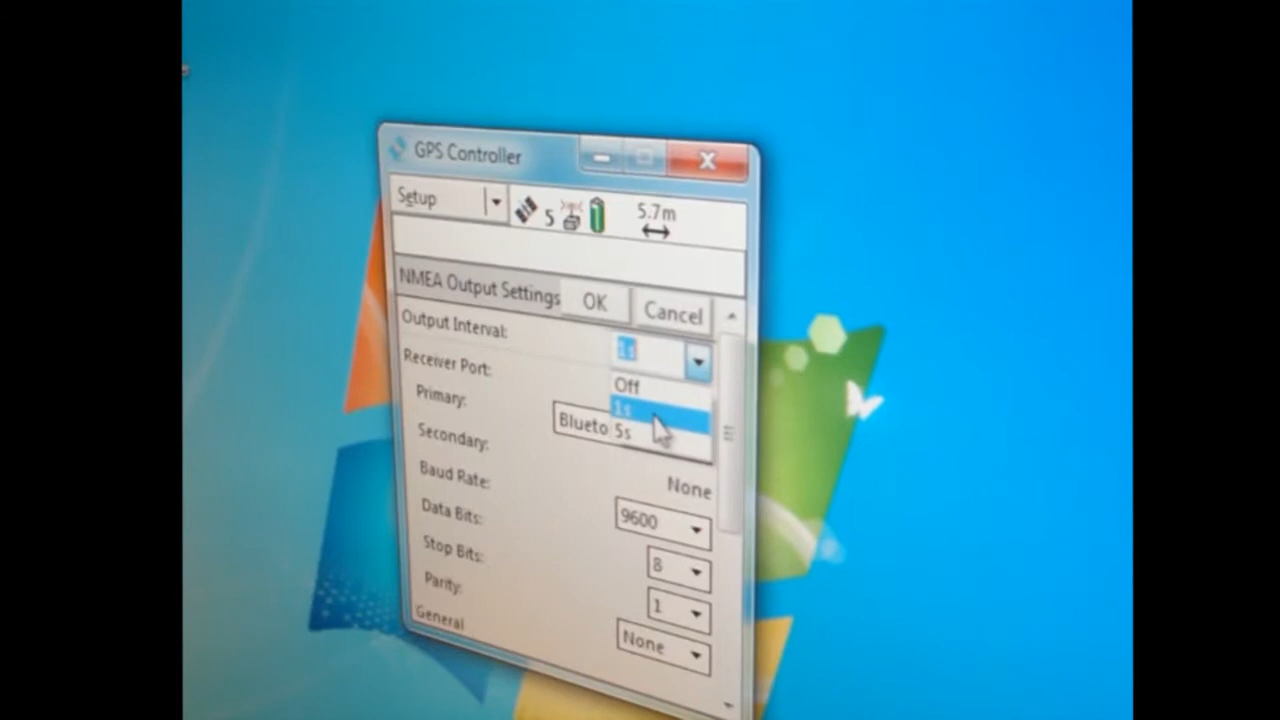 GPS Controller
Setup
5
5.7m
NMEA Output Settings OK Cancel
Output Interval: 1s
Off
1s
5s
Receiver Port:
Primary: Blueto
Secondary: None
Baud Rate: 9600
Data Bits: 8
Stop Bits: 1
Parity: None
General